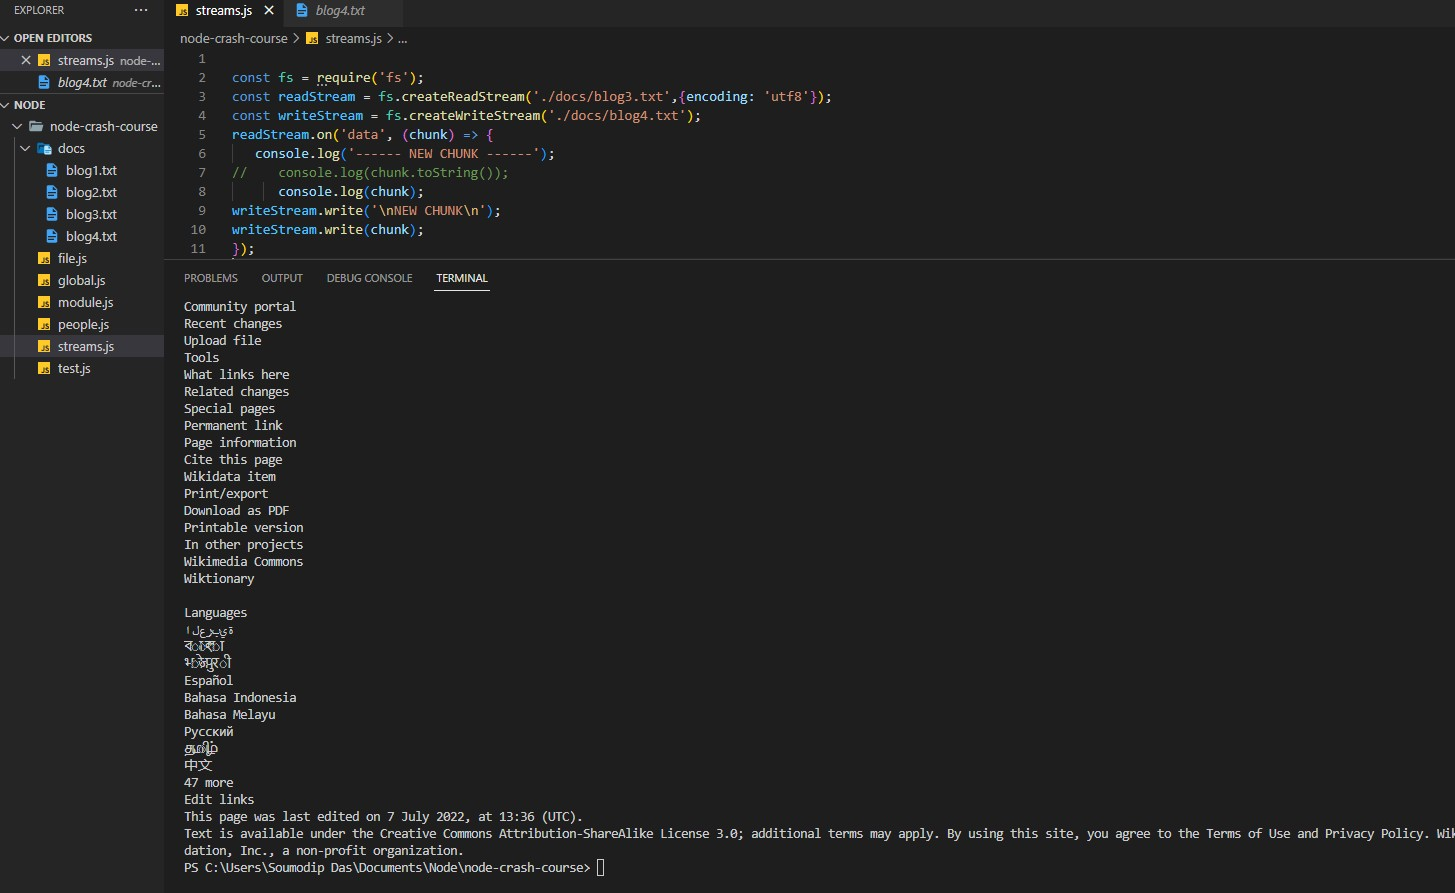 EXPLORER ···
OPEN EDITORS
JS streams.js node-...
blog4.txt node-cr...
NODE
node-crash-course
docs
blog1.txt
blog2.txt
blog3.txt
blog4.txt
JS file.js
JS global.js
JS module.js
JS people.js
JS streams.js
JS test.js
JS streams.js
blog4.txt
node-crash-course > JS streams.js > ...
1
2 const fs = require('fs');
3 const readStream = fs.createReadStream('./docs/blog3.txt',{encoding: 'utf8'});
4 const writeStream = fs.createWriteStream('./docs/blog4.txt');
5 readStream.on('data', (chunk) => {
6 console.log('------ NEW CHUNK ------');
7 // console.log(chunk.toString());
8 console.log(chunk);
9 writeStream.write('\nNEW CHUNK\n');
10 writeStream.write(chunk);
11 });
PROBLEMS OUTPUT DEBUG CONSOLE TERMINAL
Community portal
Recent changes
Upload file
Tools
What links here
Related changes
Special pages
Permanent link
Page information
Cite this page
Wikidata item
Print/export
Download as PDF
Printable version
In other projects
Wikimedia Commons
Wiktionary
Languages
العربية
বাংলা
भोजपुरी
Español
Bahasa Indonesia
Bahasa Melayu
Русский
தமிழ்
中文
47 more
Edit links
This page was last edited on 7 July 2022, at 13:36 (UTC).
Text is available under the Creative Commons Attribution-ShareAlike License 3.0; additional terms may apply. By using this site, you agree to the Terms of Use and Privacy Policy. Wik
dation, Inc., a non-profit organization.
PS C:\Users\Soumodip Das\Documents\Node\node-crash-course>